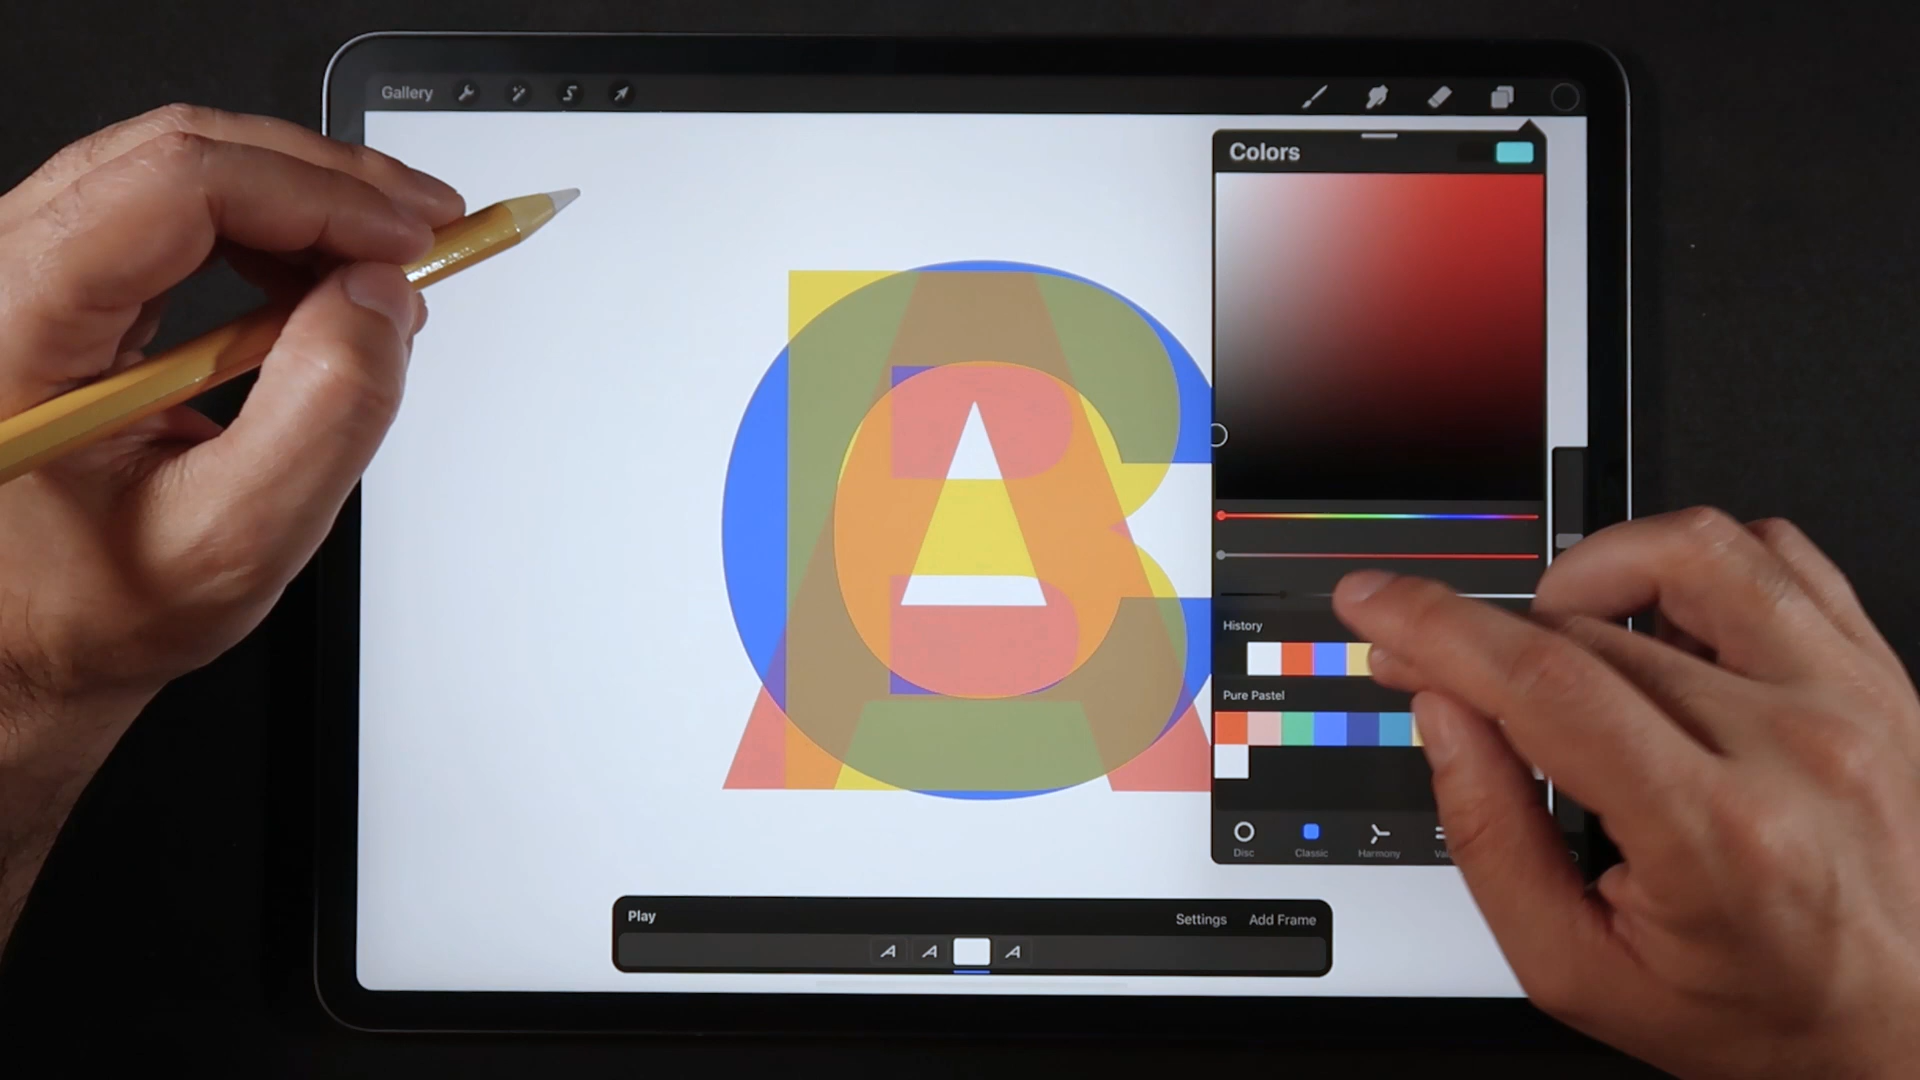 Gallery
Colors
A
B
C
History
Pure Pastel
Disc
Classic
Harmony
Play
Settings
Add Frame
A A A